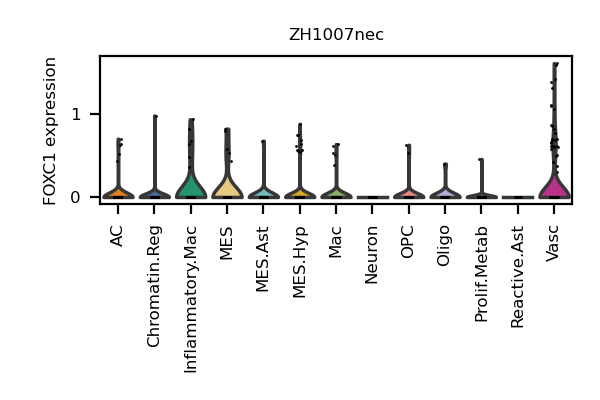 ZH1007nec
FOXC1 expression
1
0
AC
Chromatin.Reg
Inflammatory.Mac
MES
MES.Ast
MES.Hyp
Mac
Neuron
OPC
Oligo
Prolif.Metab
Reactive.Ast
Vasc